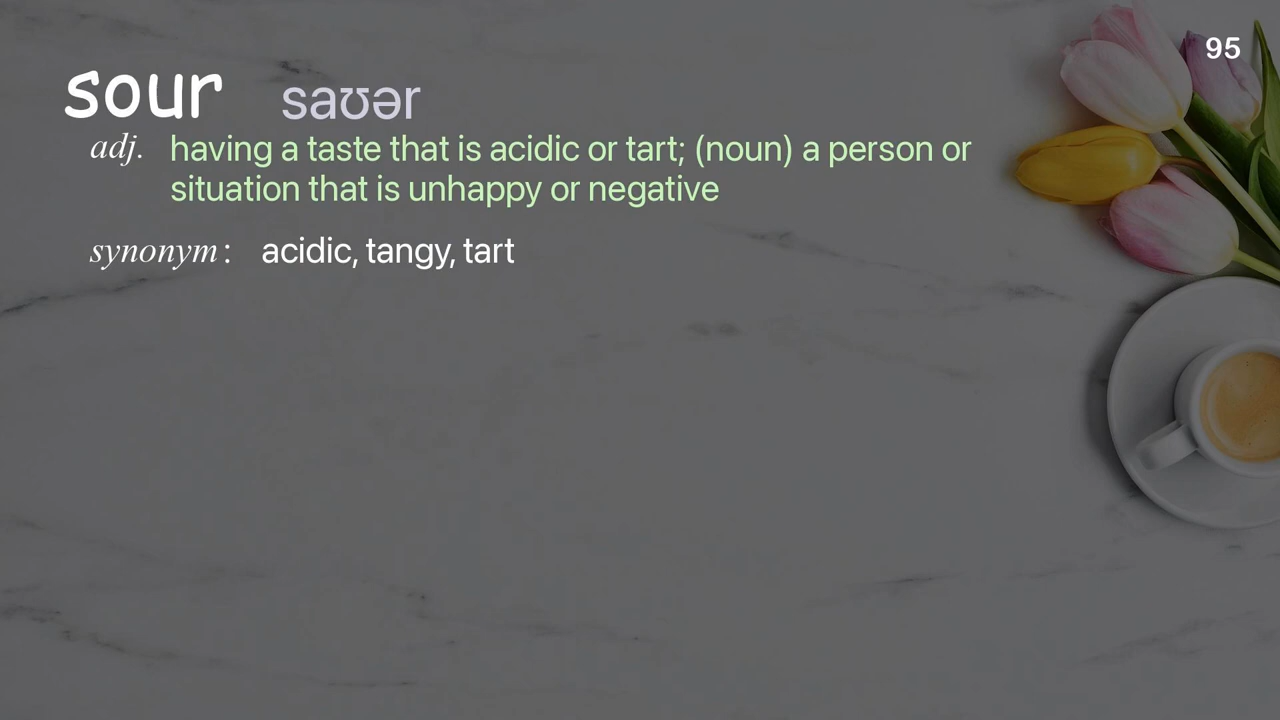 95
sour saʊər
adj. having a taste that is acidic or tart; (noun) a person or
situation that is unhappy or negative
synonym : acidic, tangy, tart